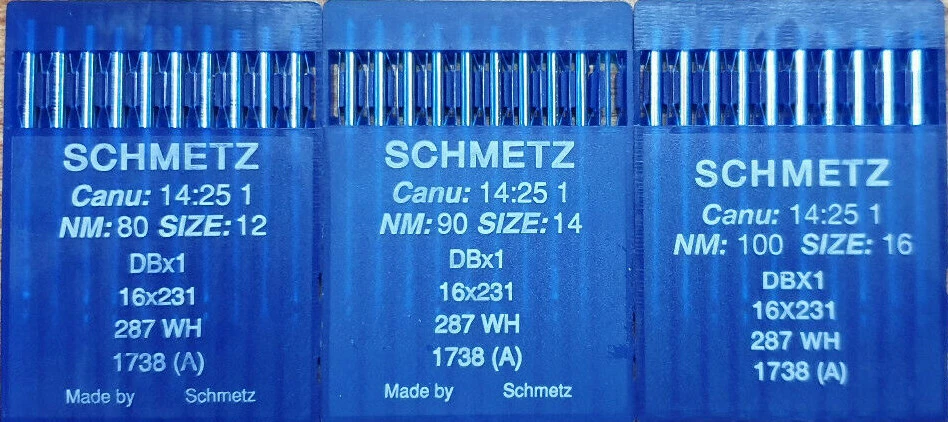 SCHMETZ
Canu: 14:25 1
NM: 80 SIZE: 12
DBx1
16x231
287 WH
1738 (A)
Made by Schmetz
SCHMETZ
Canu: 14:25 1
NM: 90 SIZE: 14
DBx1
16x231
287 WH
1738 (A)
Made by Schmetz
SCHMETZ
Canu: 14:25 1
NM: 100 SIZE: 16
DBX1
16X231
287 WH
1738 (A)